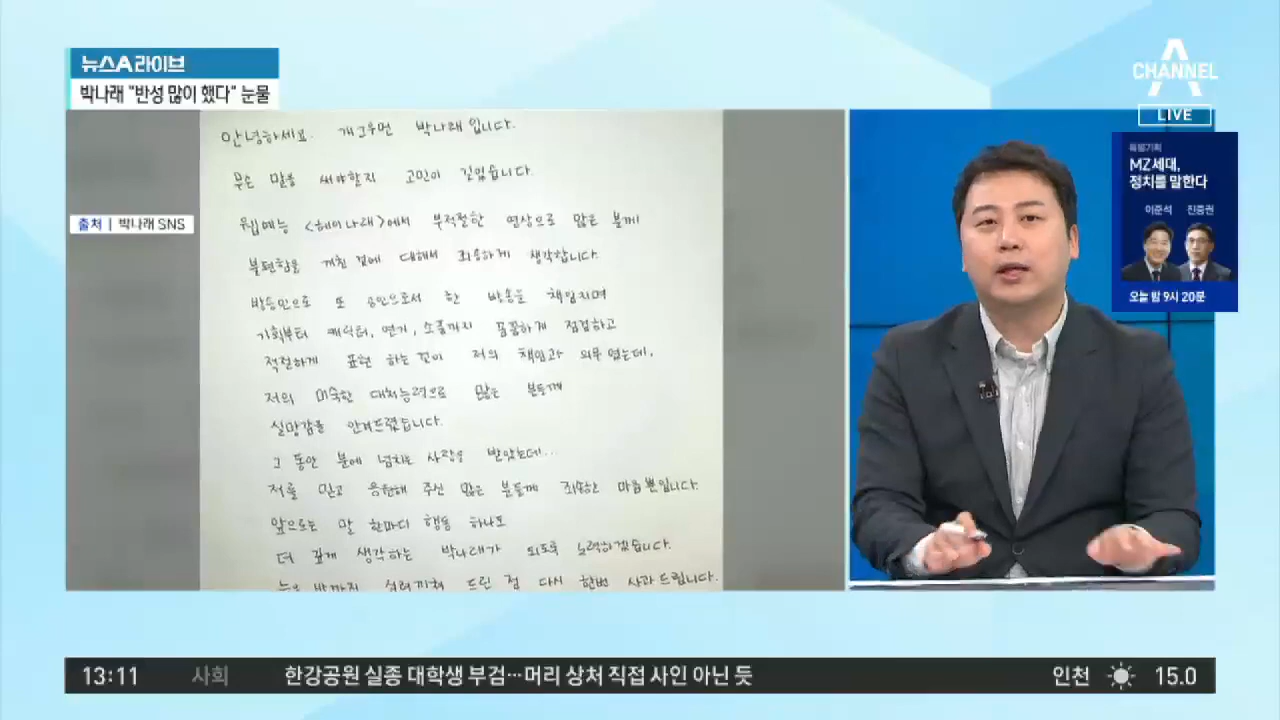 뉴스A 라이브
박나래 "반성 많이 했다" 눈물
출처 | 박나래 SNS
안녕하세요. 개그우먼 박나래입니다.
무슨 말을 써야할지 고민이 길었습니다.
웹예능 <헤이나래>에서 부적절한 영상으로 많은 분께
불편함을 끼친 것에 대해서 죄송하게 생각합니다.
방송인으로 또 공인으로서 한 방송을 책임지며
기획부터 캐릭터, 연기, 소품까지 꼼꼼하게 점검하고
적절하게 표현 하는것이 저의 책임과 의무 였는데,
저의 미숙한 대처능력으로 많은 분들께
실망감을 안겨드렸습니다.
그 동안 분에 넘치는 사랑을 받았는데...
저를 믿고 응원해 주신 많은 분들께 죄송한 마음 뿐입니다.
앞으로는 말 한마디 행동 하나도
더 깊게 생각하는 박나래가 되도록 노력하겠습니다.
늦은 밤까지 심려끼쳐 드린 점 다시 한번 사과 드립니다.
CHANNEL A
LIVE
특별기획
MZ세대,
정치를 말한다
이준석 진중권
오늘 밤 9시 20분
13:11 사회 한강공원 실종 대학생 부검…머리 상처 직접 사인 아닌 듯 인천 15.0